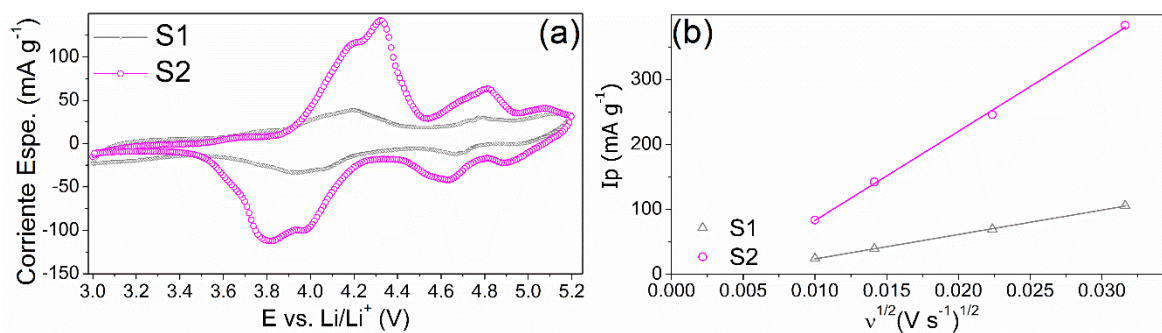 (a)
S1
S2
100
50
0
-50
-100
-150
Corriente Espe. (mA g⁻¹)
3.0 3.2 3.4 3.6 3.8 4.0 4.2 4.4 4.6 4.8 5.0 5.2
E vs. Li/Li⁺ (V)
(b)
300
200
100
0
Ip (mA g⁻¹)
S1
S2
0.000 0.005 0.010 0.015 0.020 0.025 0.030
ν^1/2(V s⁻¹)^1/2